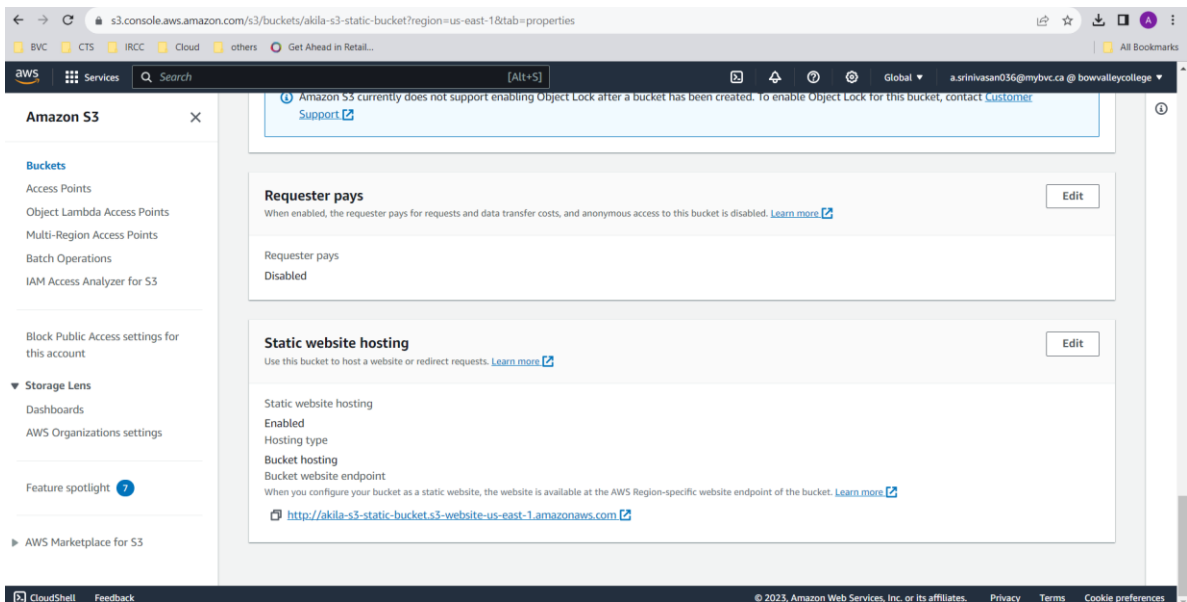 s3.console.aws.amazon.com/s3/buckets/akila-s3-static-bucket?region=us-east-1&tab=properties
A
BVC CTS IRCC Cloud others Get Ahead in Retail... All Bookmarks
aws Services Search [Alt+S] Global ▼ a.srinivasan036@mybvc.ca @ bowvalleycollege ▼
Amazon S3
Buckets
Access Points
Object Lambda Access Points
Multi-Region Access Points
Batch Operations
IAM Access Analyzer for S3
Block Public Access settings for
this account
Storage Lens
Dashboards
AWS Organizations settings
Feature spotlight 7
AWS Marketplace for S3
Amazon S3 currently does not support enabling Object Lock after a bucket has been created. To enable Object Lock for this bucket, contact Customer
Support
Requester pays
Edit
When enabled, the requester pays for requests and data transfer costs, and anonymous access to this bucket is disabled. Learn more
Requester pays
Disabled
Static website hosting
Edit
Use this bucket to host a website or redirect requests. Learn more
Static website hosting
Enabled
Hosting type
Bucket hosting
Bucket website endpoint
When you configure your bucket as a static website, the website is available at the AWS Region-specific website endpoint of the bucket. Learn more
http://akila-s3-static-bucket.s3-website-us-east-1.amazonaws.com
CloudShell Feedback © 2023, Amazon Web Services, Inc. or its affiliates. Privacy Terms Cookie preferences